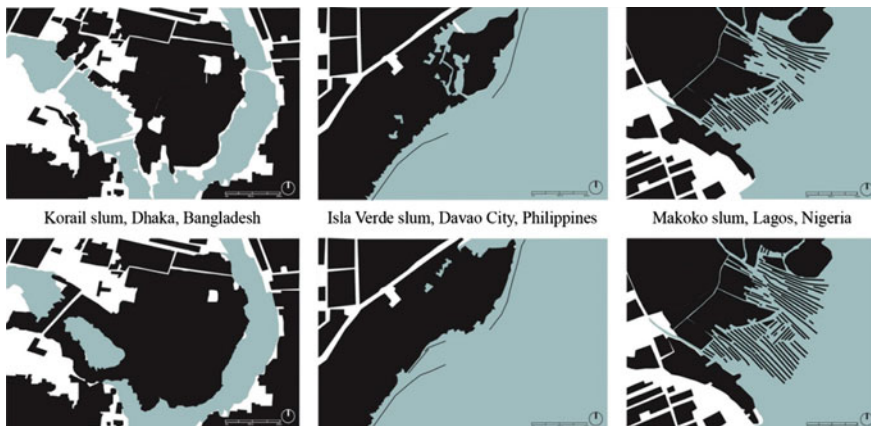 Korail slum, Dhaka, Bangladesh
Isla Verde slum, Davao City, Philippines
Makoko slum, Lagos, Nigeria